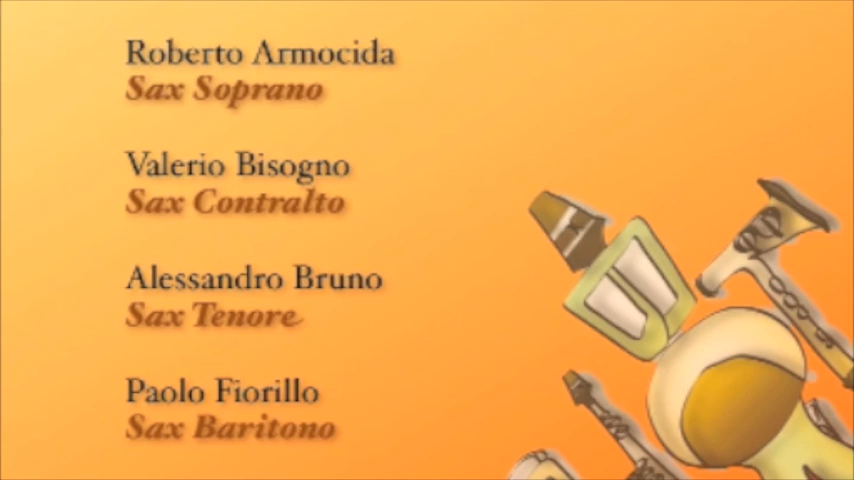 Roberto Armocida
Sax Soprano
Valerio Bisogno
Sax Contralto
Alessandro Bruno
Sax Tenore
Paolo Fiorillo
Sax Baritono